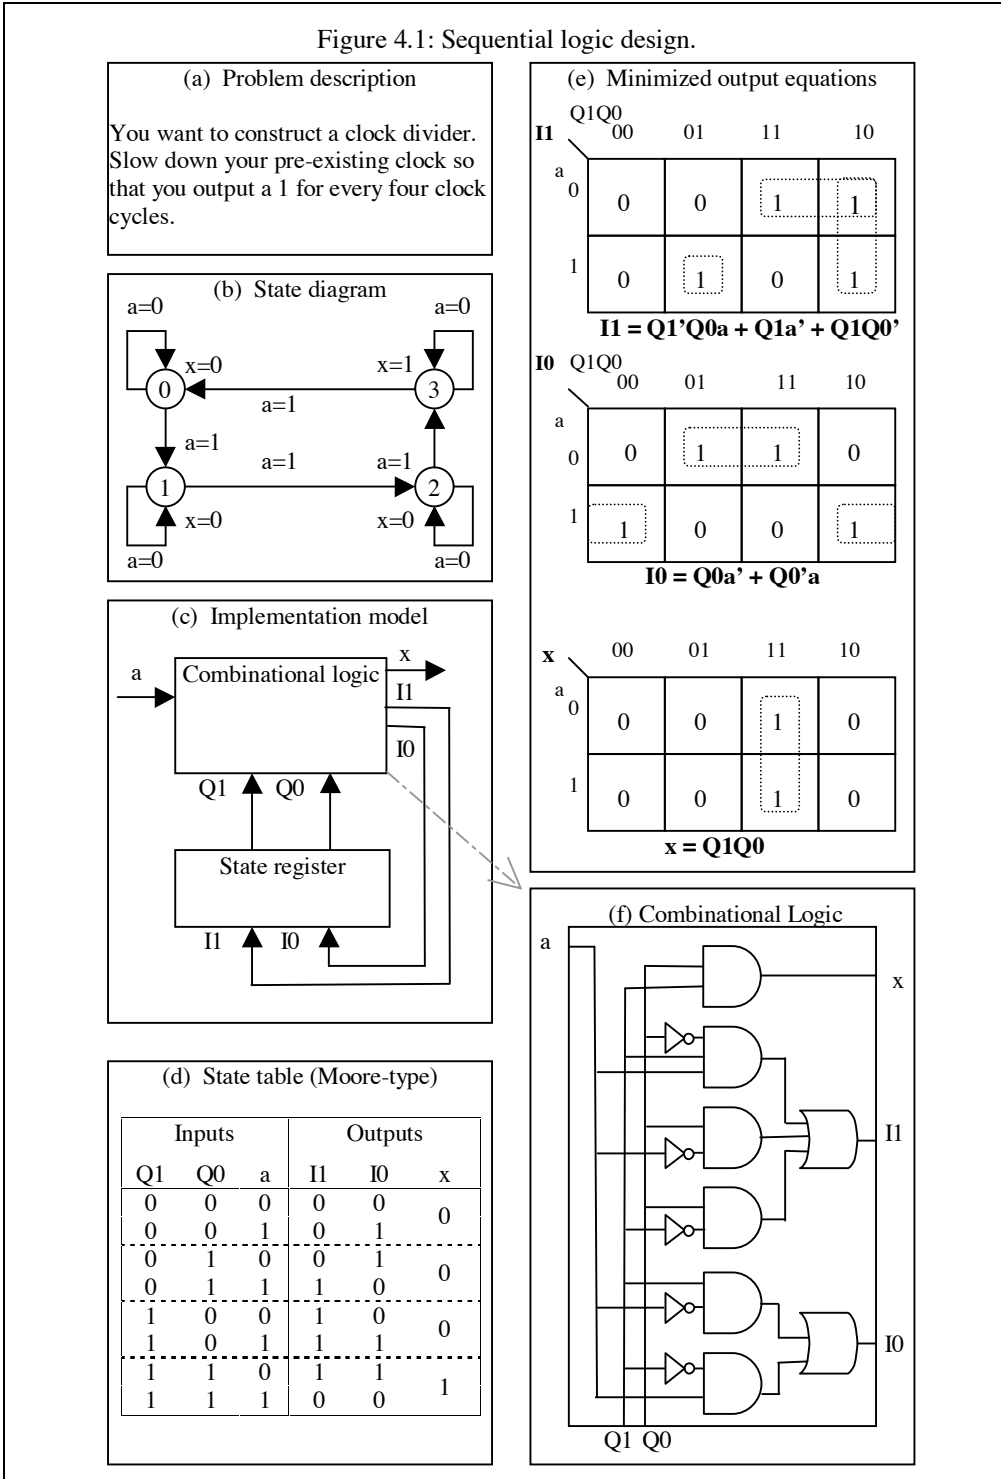 Figure 4.1: Sequential logic design.
(a) Problem description
You want to construct a clock divider.
Slow down your pre-existing clock so
that you output a 1 for every four clock
cycles.
(b) State diagram
a=0 a=0
x=0 x=1
0 3
a=1
a=1
a=1 a=1
1 2
x=0 x=0
a=0 a=0
(c) Implementation model
a
Combinational logic
x
I1
I0
Q1 Q0
State register
I1 I0
(d) State table (Moore-type)
Inputs Outputs
Q1 Q0 a I1 I0 x
0 0 0 0 0
0
0 0 1 0 1
0 1 0 0 1
0
0 1 1 1 0
1 0 0 1 0
0
1 0 1 1 1
1 1 0 1 1
1
1 1 1 0 0
(e) Minimized output equations
Q1Q0
I1 00 01 11 10
a
0 0 0 1 1
1 0 1 0 1
I1 = Q1’Q0a + Q1a’ + Q1Q0’
I0 Q1Q0
00 01 11 10
a
0 0 1 1 0
1 1 0 0 1
I0 = Q0a’ + Q0’a
x 00 01 11 10
a
0 0 0 1 0
1 0 0 1 0
x = Q1Q0
(f) Combinational Logic
a
x
I1
I0
Q1 Q0